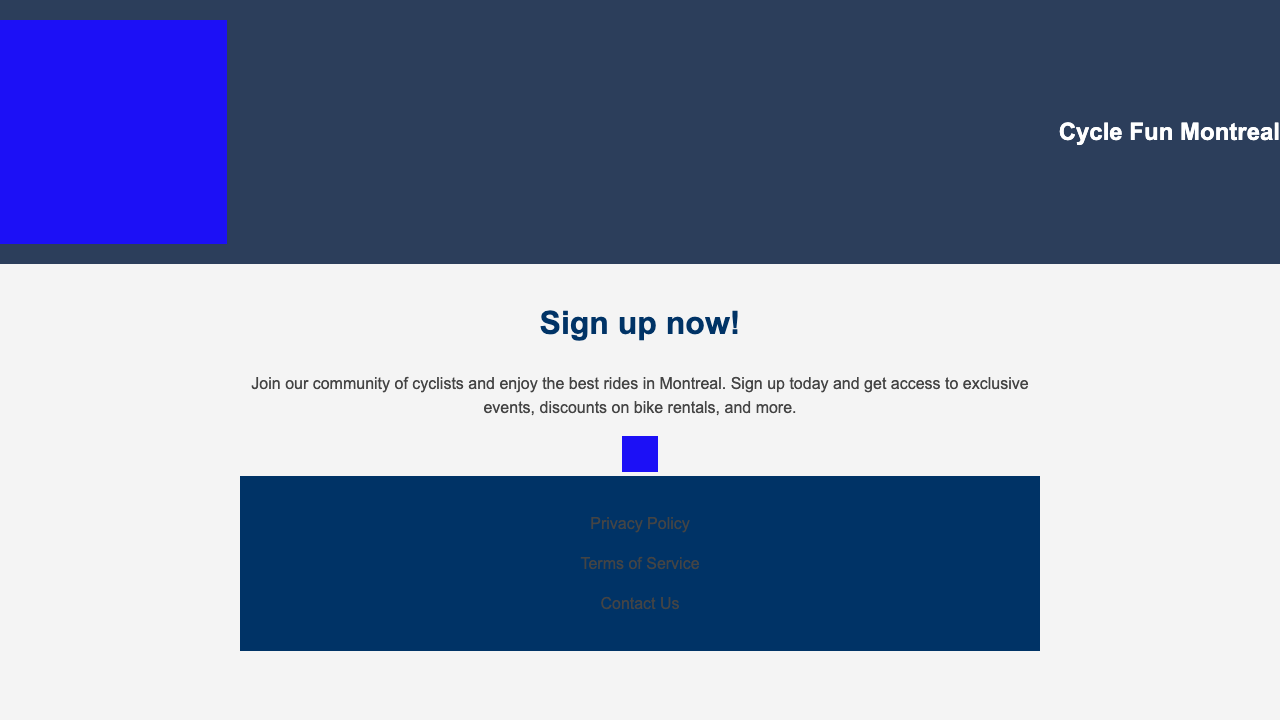 Cycle Fun Montreal
Sign up now!
Join our community of cyclists and enjoy the best rides in Montreal. Sign up today and get access to exclusive
events, discounts on bike rentals, and more.
Privacy Policy
Terms of Service
Contact Us